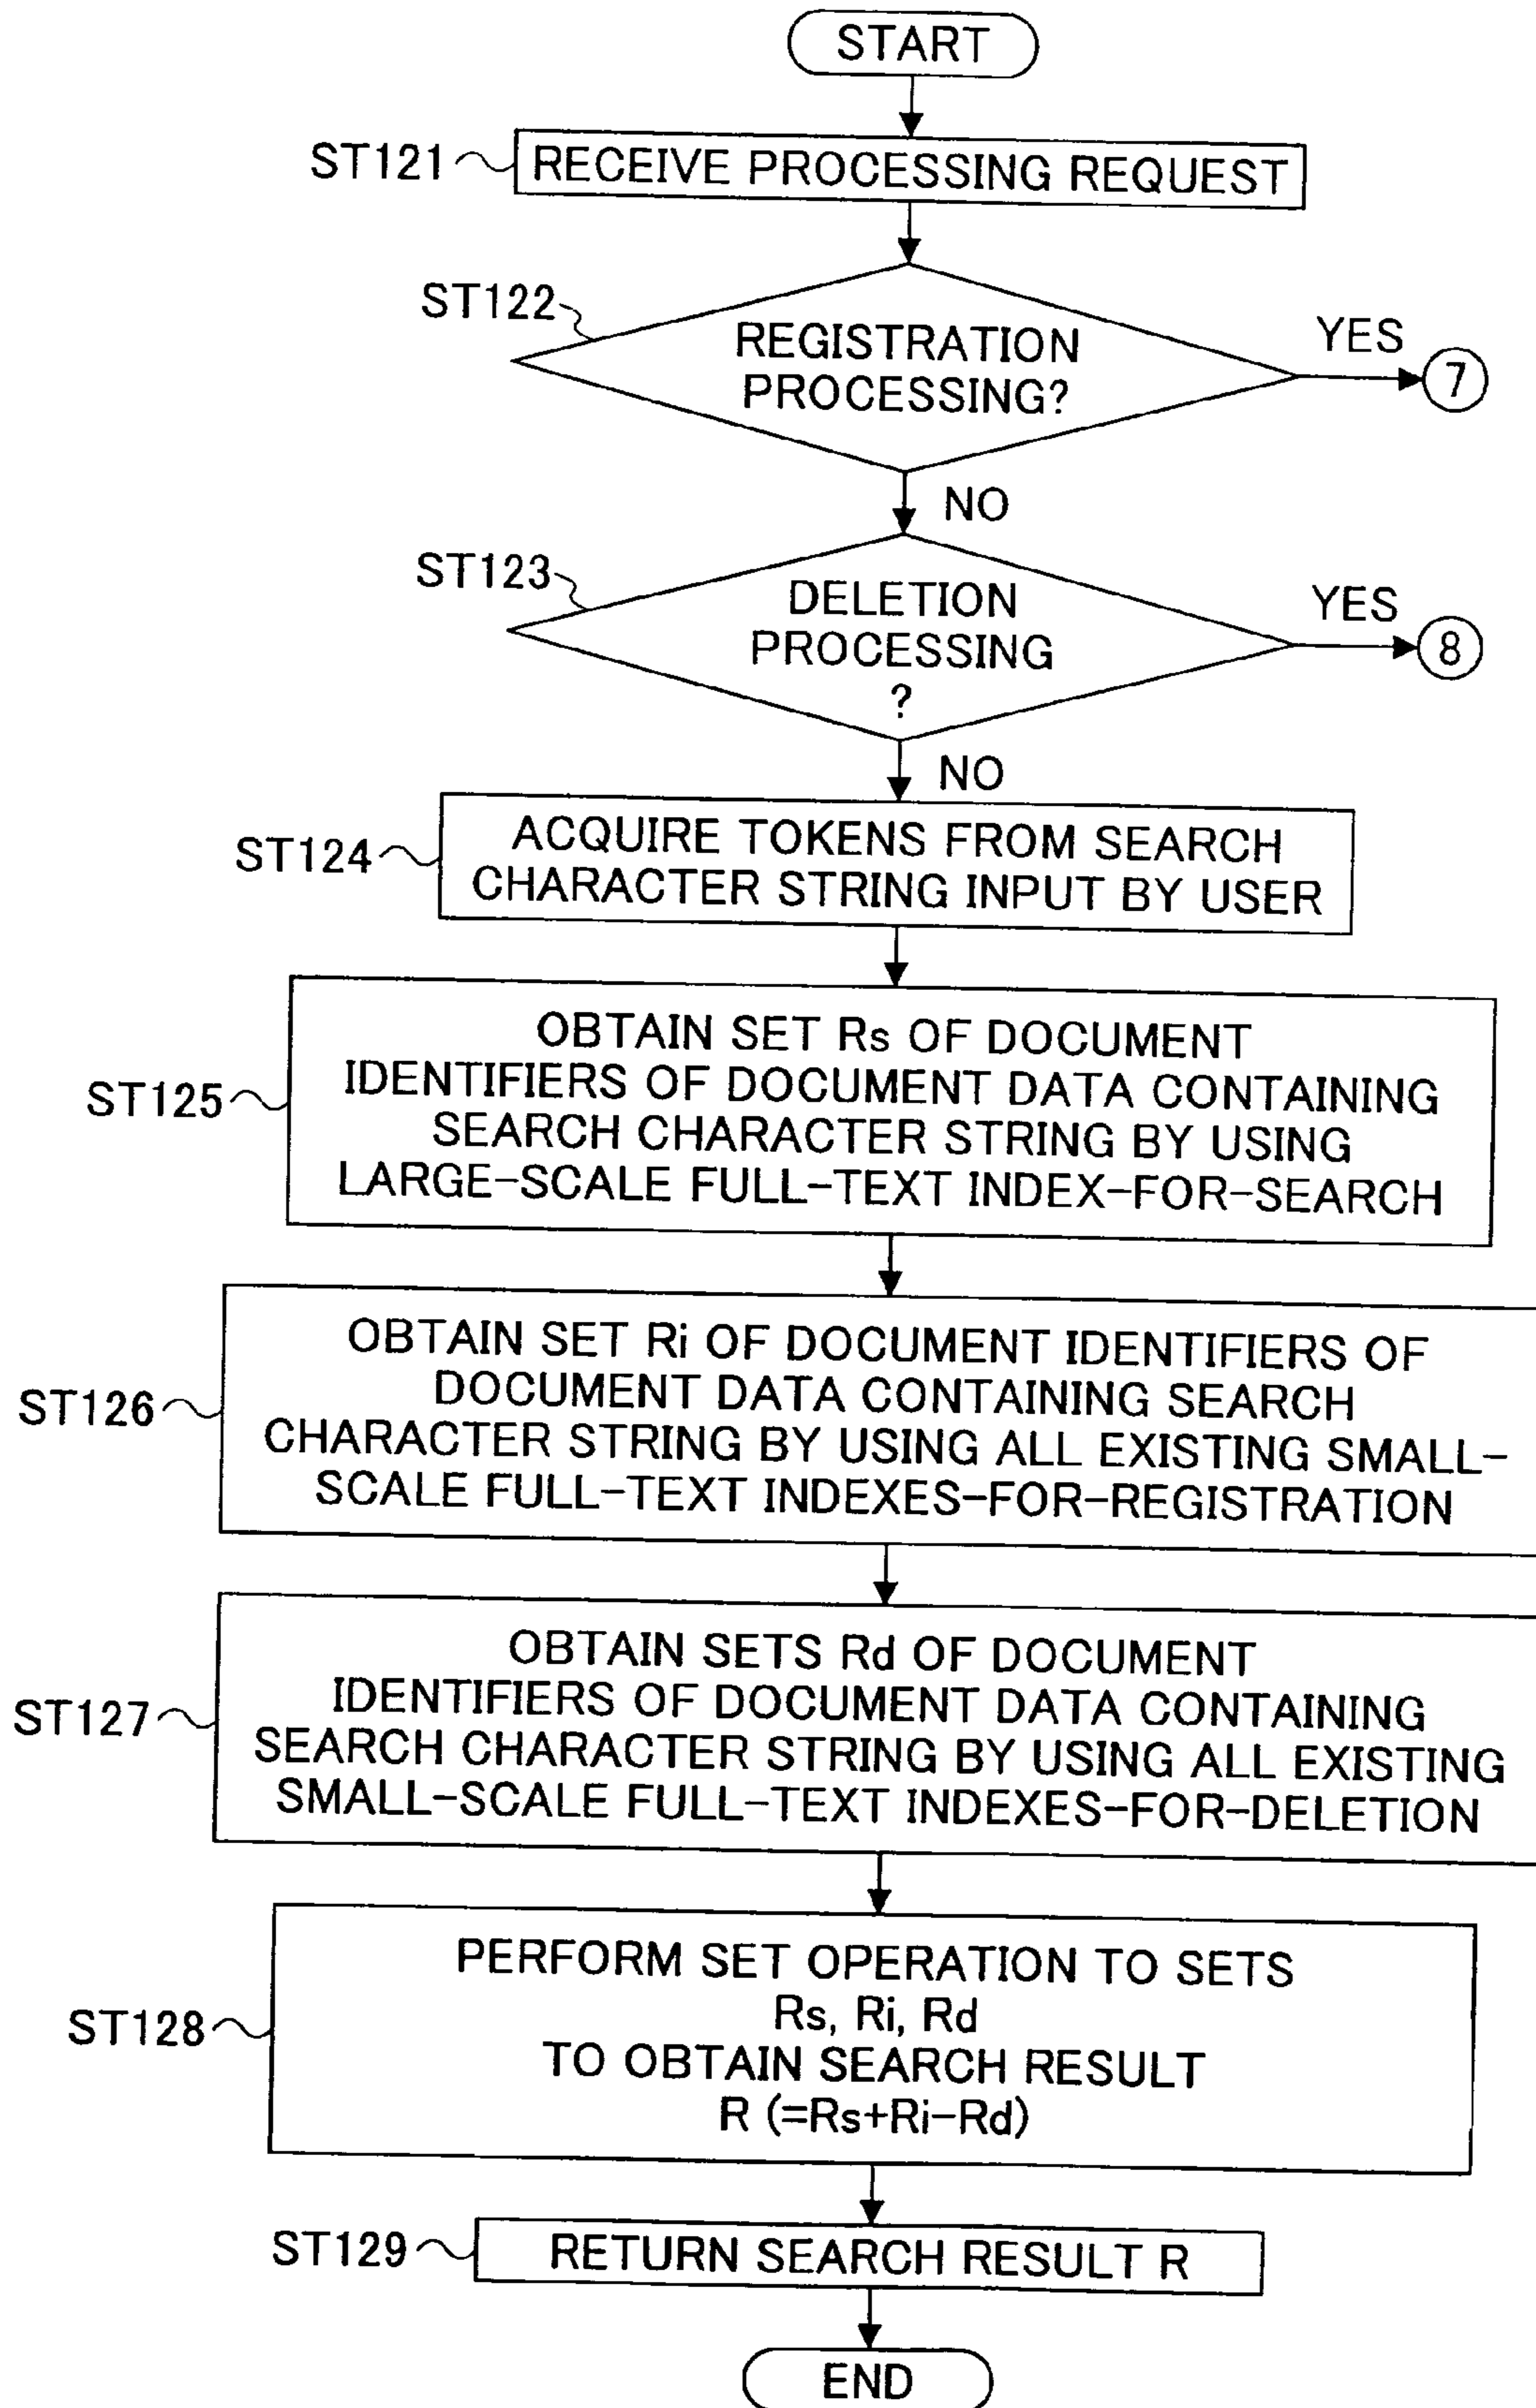 START
ST121
RECEIVE PROCESSING REQUEST
ST122
REGISTRATION
PROCESSING?
YES
7
NO
ST123
DELETION
PROCESSING
?
YES
8
NO
ST124
ACQUIRE TOKENS FROM SEARCH
CHARACTER STRING INPUT BY USER
ST125
OBTAIN SET Rs OF DOCUMENT
IDENTIFIERS OF DOCUMENT DATA CONTAINING
SEARCH CHARACTER STRING BY USING
LARGE-SCALE FULL-TEXT INDEX-FOR-SEARCH
ST126
OBTAIN SET Ri OF DOCUMENT IDENTIFIERS OF
DOCUMENT DATA CONTAINING SEARCH
CHARACTER STRING BY USING ALL EXISTING SMALL-
SCALE FULL-TEXT INDEXES-FOR-REGISTRATION
ST127
OBTAIN SETS Rd OF DOCUMENT
IDENTIFIERS OF DOCUMENT DATA CONTAINING
SEARCH CHARACTER STRING BY USING ALL EXISTING
SMALL-SCALE FULL-TEXT INDEXES-FOR-DELETION
ST128
PERFORM SET OPERATION TO SETS
Rs, Ri, Rd
TO OBTAIN SEARCH RESULT
R (=Rs+Ri-Rd)
ST129
RETURN SEARCH RESULT R
END